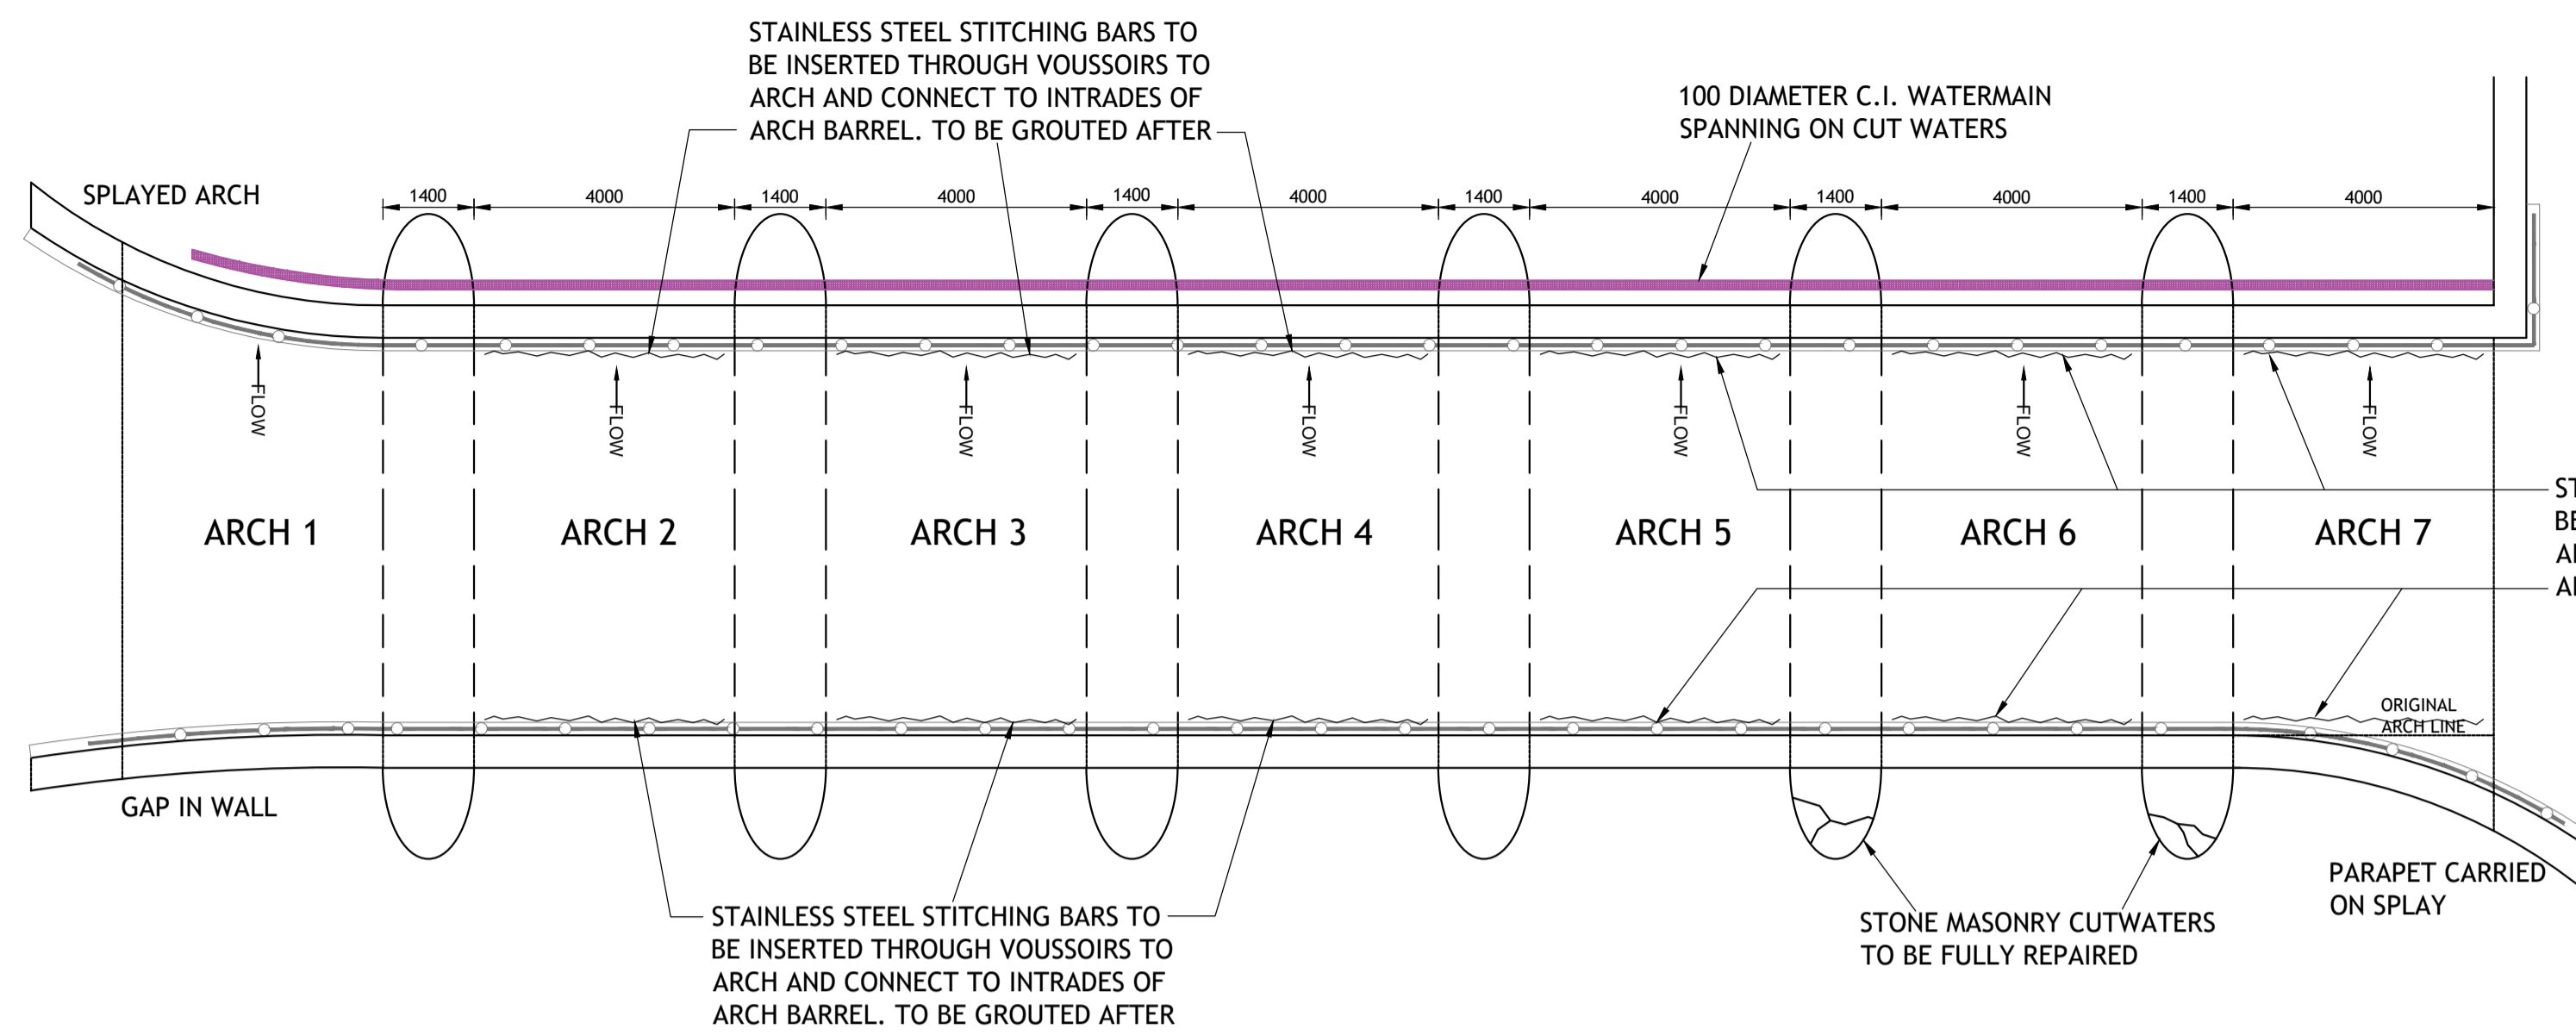 STAINLESS STEEL STITCHING BARS TO
BE INSERTED THROUGH VOUSSOIRS TO
ARCH AND CONNECT TO INTRADES OF
ARCH BARREL. TO BE GROUTED AFTER
100 DIAMETER C.I. WATERMAIN
SPANNING ON CUT WATERS
SPLAYED ARCH
1400 4000 1400 4000 1400 4000 1400 4000 1400 4000 1400 4000
FLOW FLOW FLOW FLOW FLOW FLOW FLOW
ARCH 1 ARCH 2 ARCH 3 ARCH 4 ARCH 5 ARCH 6 ARCH 7
ORIGINAL
ARCH LINE
GAP IN WALL
PARAPET CARRIED
ON SPLAY
STAINLESS STEEL STITCHING BARS TO
BE INSERTED THROUGH VOUSSOIRS TO
ARCH AND CONNECT TO INTRADES OF
ARCH BARREL. TO BE GROUTED AFTER
STONE MASONRY CUTWATERS
TO BE FULLY REPAIRED